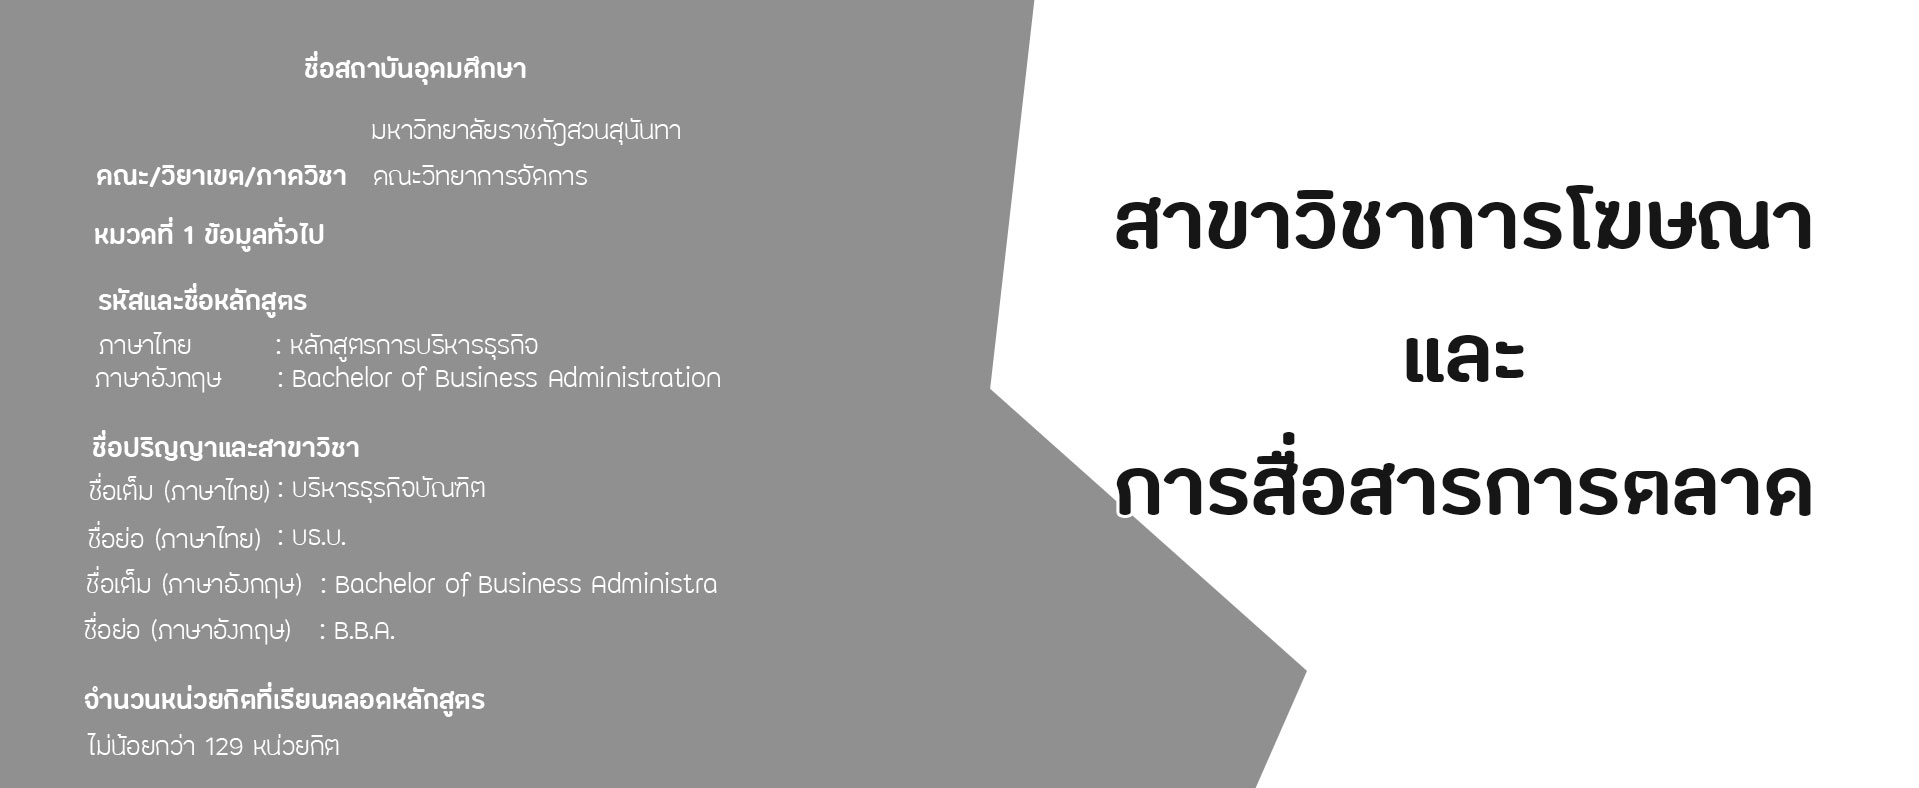 ชื่อสถาบันอุดมศึกษา
มหาวิทยาลัยราชภัฏสวนสุนันทา
คณะ/วิยาเขต/ภาควิชา คณะวิทยาการจัดการ
หมวดที่ 1 ข้อมูลทั่วไป
รหัสและชื่อหลักสูตร
ภาษาไทย : หลักสูตรการบริหารธุรกิจ
ภาษาอังกฤษ : Bachelor of Business Administration
ชื่อปริญญาและสาขาวิชา
ชื่อเต็ม (ภาษาไทย) : บริหารธุรกิจบัณฑิต
ชื่อย่อ (ภาษาไทย) : บธ.บ.
ชื่อเต็ม (ภาษาอังกฤษ) : Bachelor of Business Administra
ชื่อย่อ (ภาษาอังกฤษ) : B.B.A.
จำนวนหน่วยกิตที่เรียนตลอดหลักสูตร
ไม่น้อยกว่า 129 หน่วยกิต
สาขาวิชาการโฆษณา
และ
การสื่อสารการตลาด